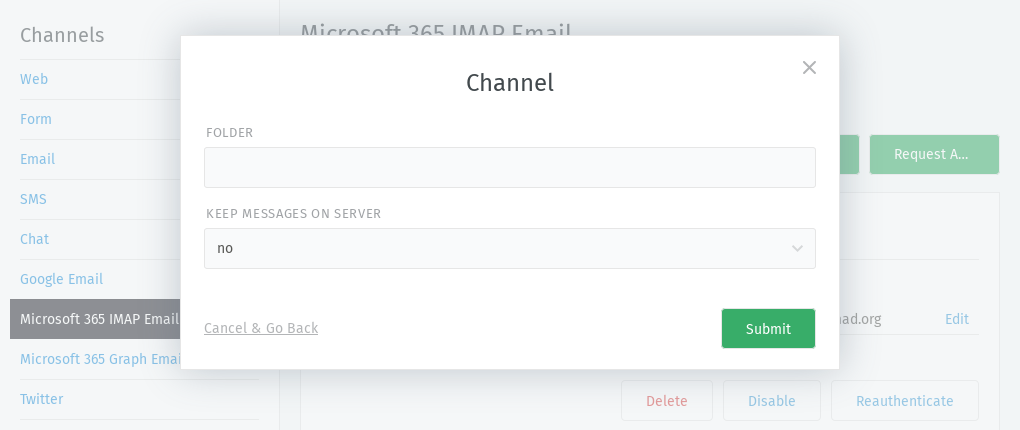 Channels
Web
Form
Email
SMS
Chat
Google Email
Microsoft 365 IMAP Email
Microsoft 365 Graph Email
Twitter
Microsoft 365 IMAP Email
Request A...
Channel
FOLDER
KEEP MESSAGES ON SERVER
no
Cancel & Go Back
Submit
ad.org
Edit
Delete
Disable
Reauthenticate